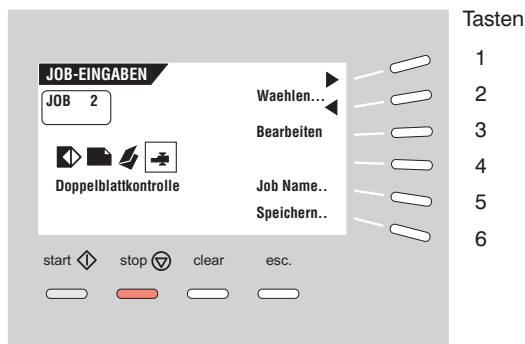 Tasten
JOB-EINGABEN
JOB 2
Waehlen...
Bearbeiten
Doppelblattkontrolle
Job Name..
Speichern..
1
2
3
4
5
6
start stop clear esc.